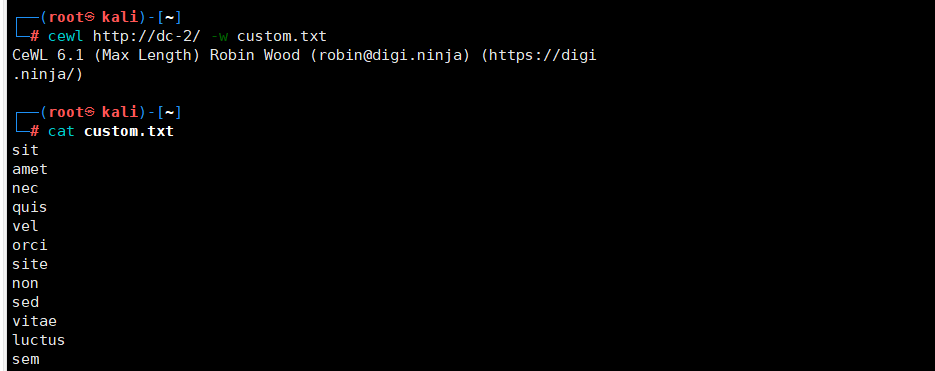 ┌──(root㉿ kali)-[~]
└─# cewl http://dc-2/ -w custom.txt
CeWL 6.1 (Max Length) Robin Wood (robin@digi.ninja) (https://digi
.ninja/)
┌──(root㉿ kali)-[~]
└─# cat custom.txt
sit
amet
nec
quis
vel
orci
site
non
sed
vitae
luctus
sem